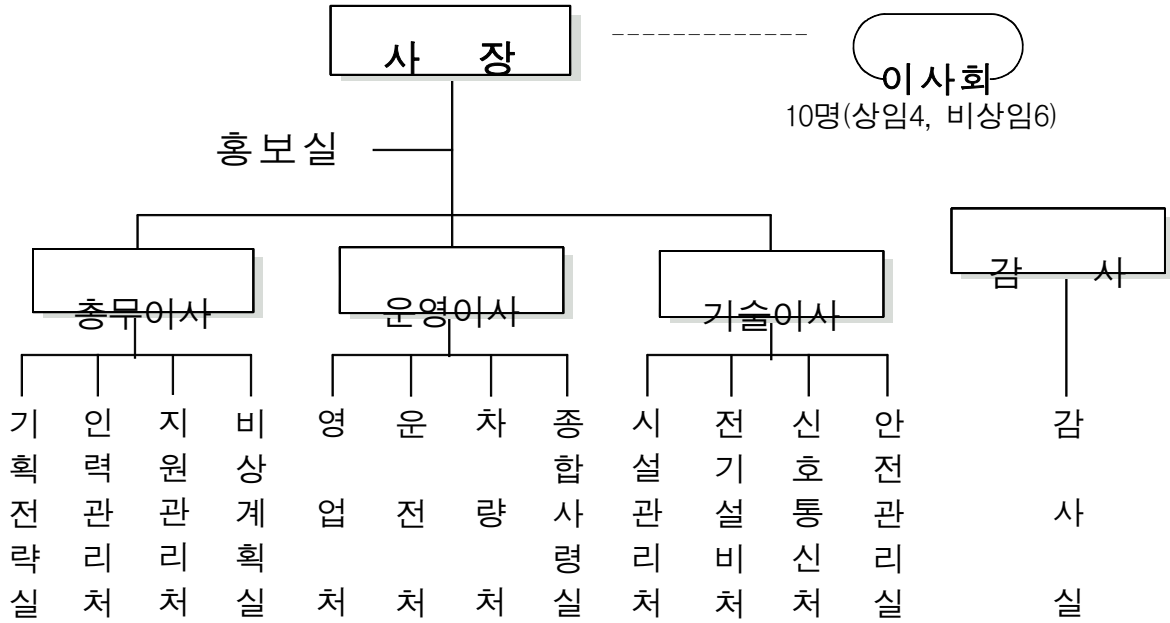 사 장
이사회
10명(상임4, 비상임6)
홍보실
감 사
총무이사
운영이사
기술이사
기획전략실
인력관리처
지원관리처
비상계획실
영업처
운전처
차량처
종합사령실
시설관리처
전기설비처
신호통신처
안전관리실
감사실